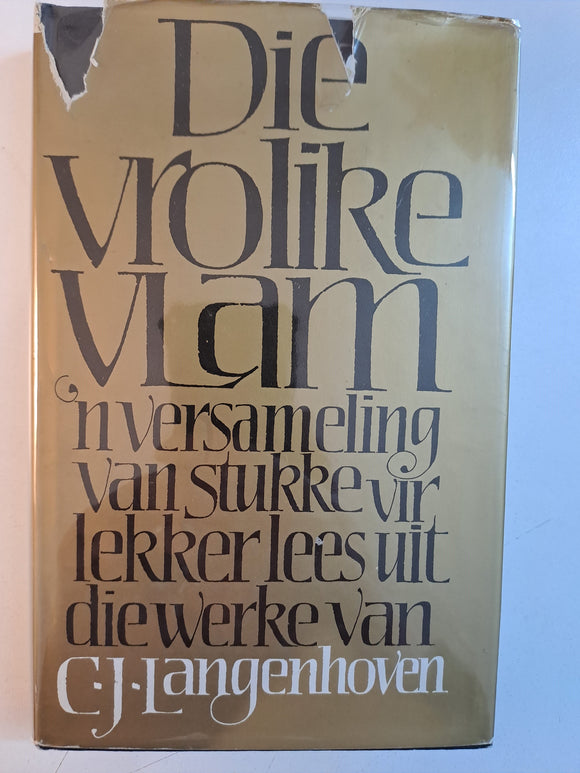 Die
vrolike
vlam
'n versameling
van stukke vir
lekker lees uit
die werke van
C·J·Langenhoven